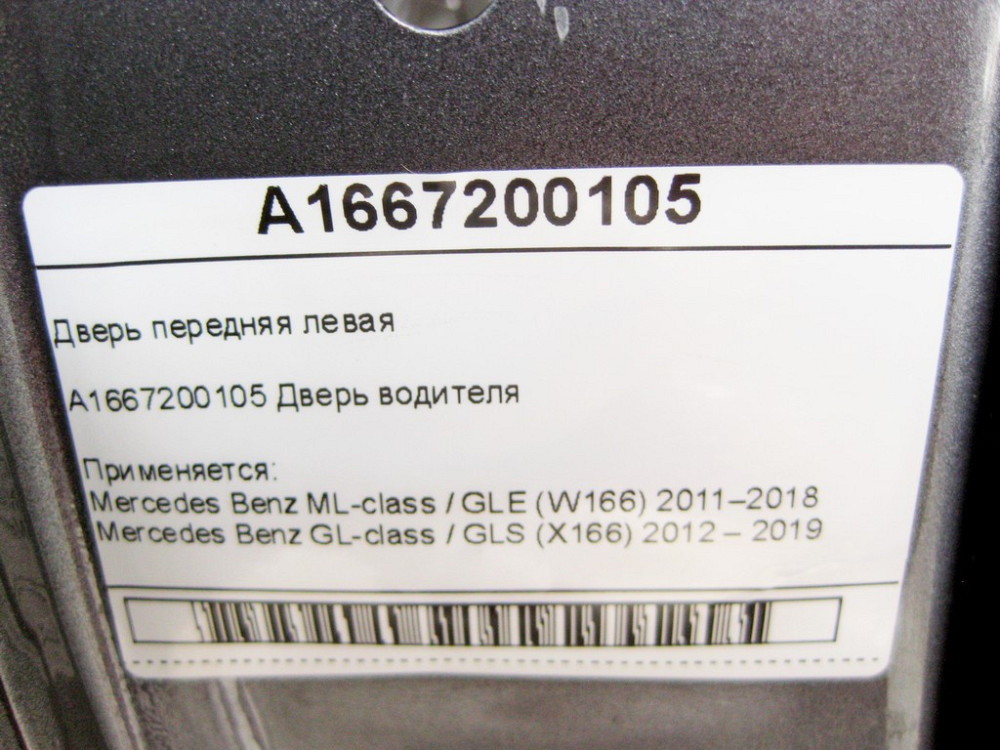 A1667200105
Дверь передняя левая
A1667200105 Дверь водителя
Применяется:
Mercedes Benz ML-class / GLE (W166) 2011–2018
Mercedes Benz GL-class / GLS (X166) 2012 – 2019